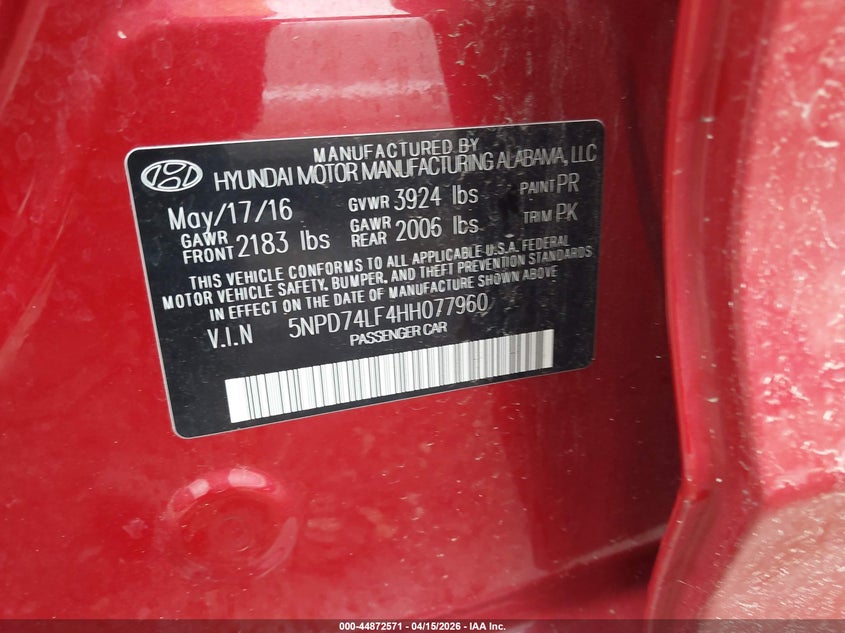 MANUFACTURED BY
HYUNDAI MOTOR MANUFACTURING ALABAMA, LLC
May/17/16 GVWR 3924 lbs PAINT PR
GAWR FRONT 2183 lbs GAWR REAR 2006 lbs TRIM PK
THIS VEHICLE CONFORMS TO ALL APPLICABLE U.S.A. FEDERAL
MOTOR VEHICLE SAFETY, BUMPER, AND THEFT PREVENTION STANDARDS
IN EFFECT ON THE DATE OF MANUFACTURE SHOWN ABOVE
V.I.N 5NPD74LF4HH077960
PASSENGER CAR
000-44872571 - 04/15/2026 - IAA Inc.